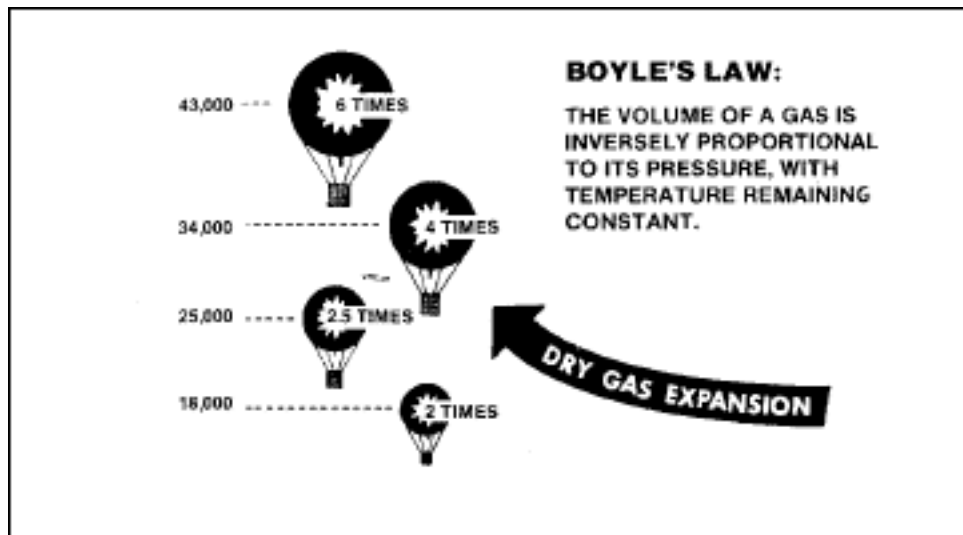 BOYLE'S LAW:
THE VOLUME OF A GAS IS
INVERSELY PROPORTIONAL
TO ITS PRESSURE, WITH
TEMPERATURE REMAINING
CONSTANT.
43,000
6 TIMES
34,000
4 TIMES
25,000
2.5 TIMES
18,000
2 TIMES
DRY GAS EXPANSION